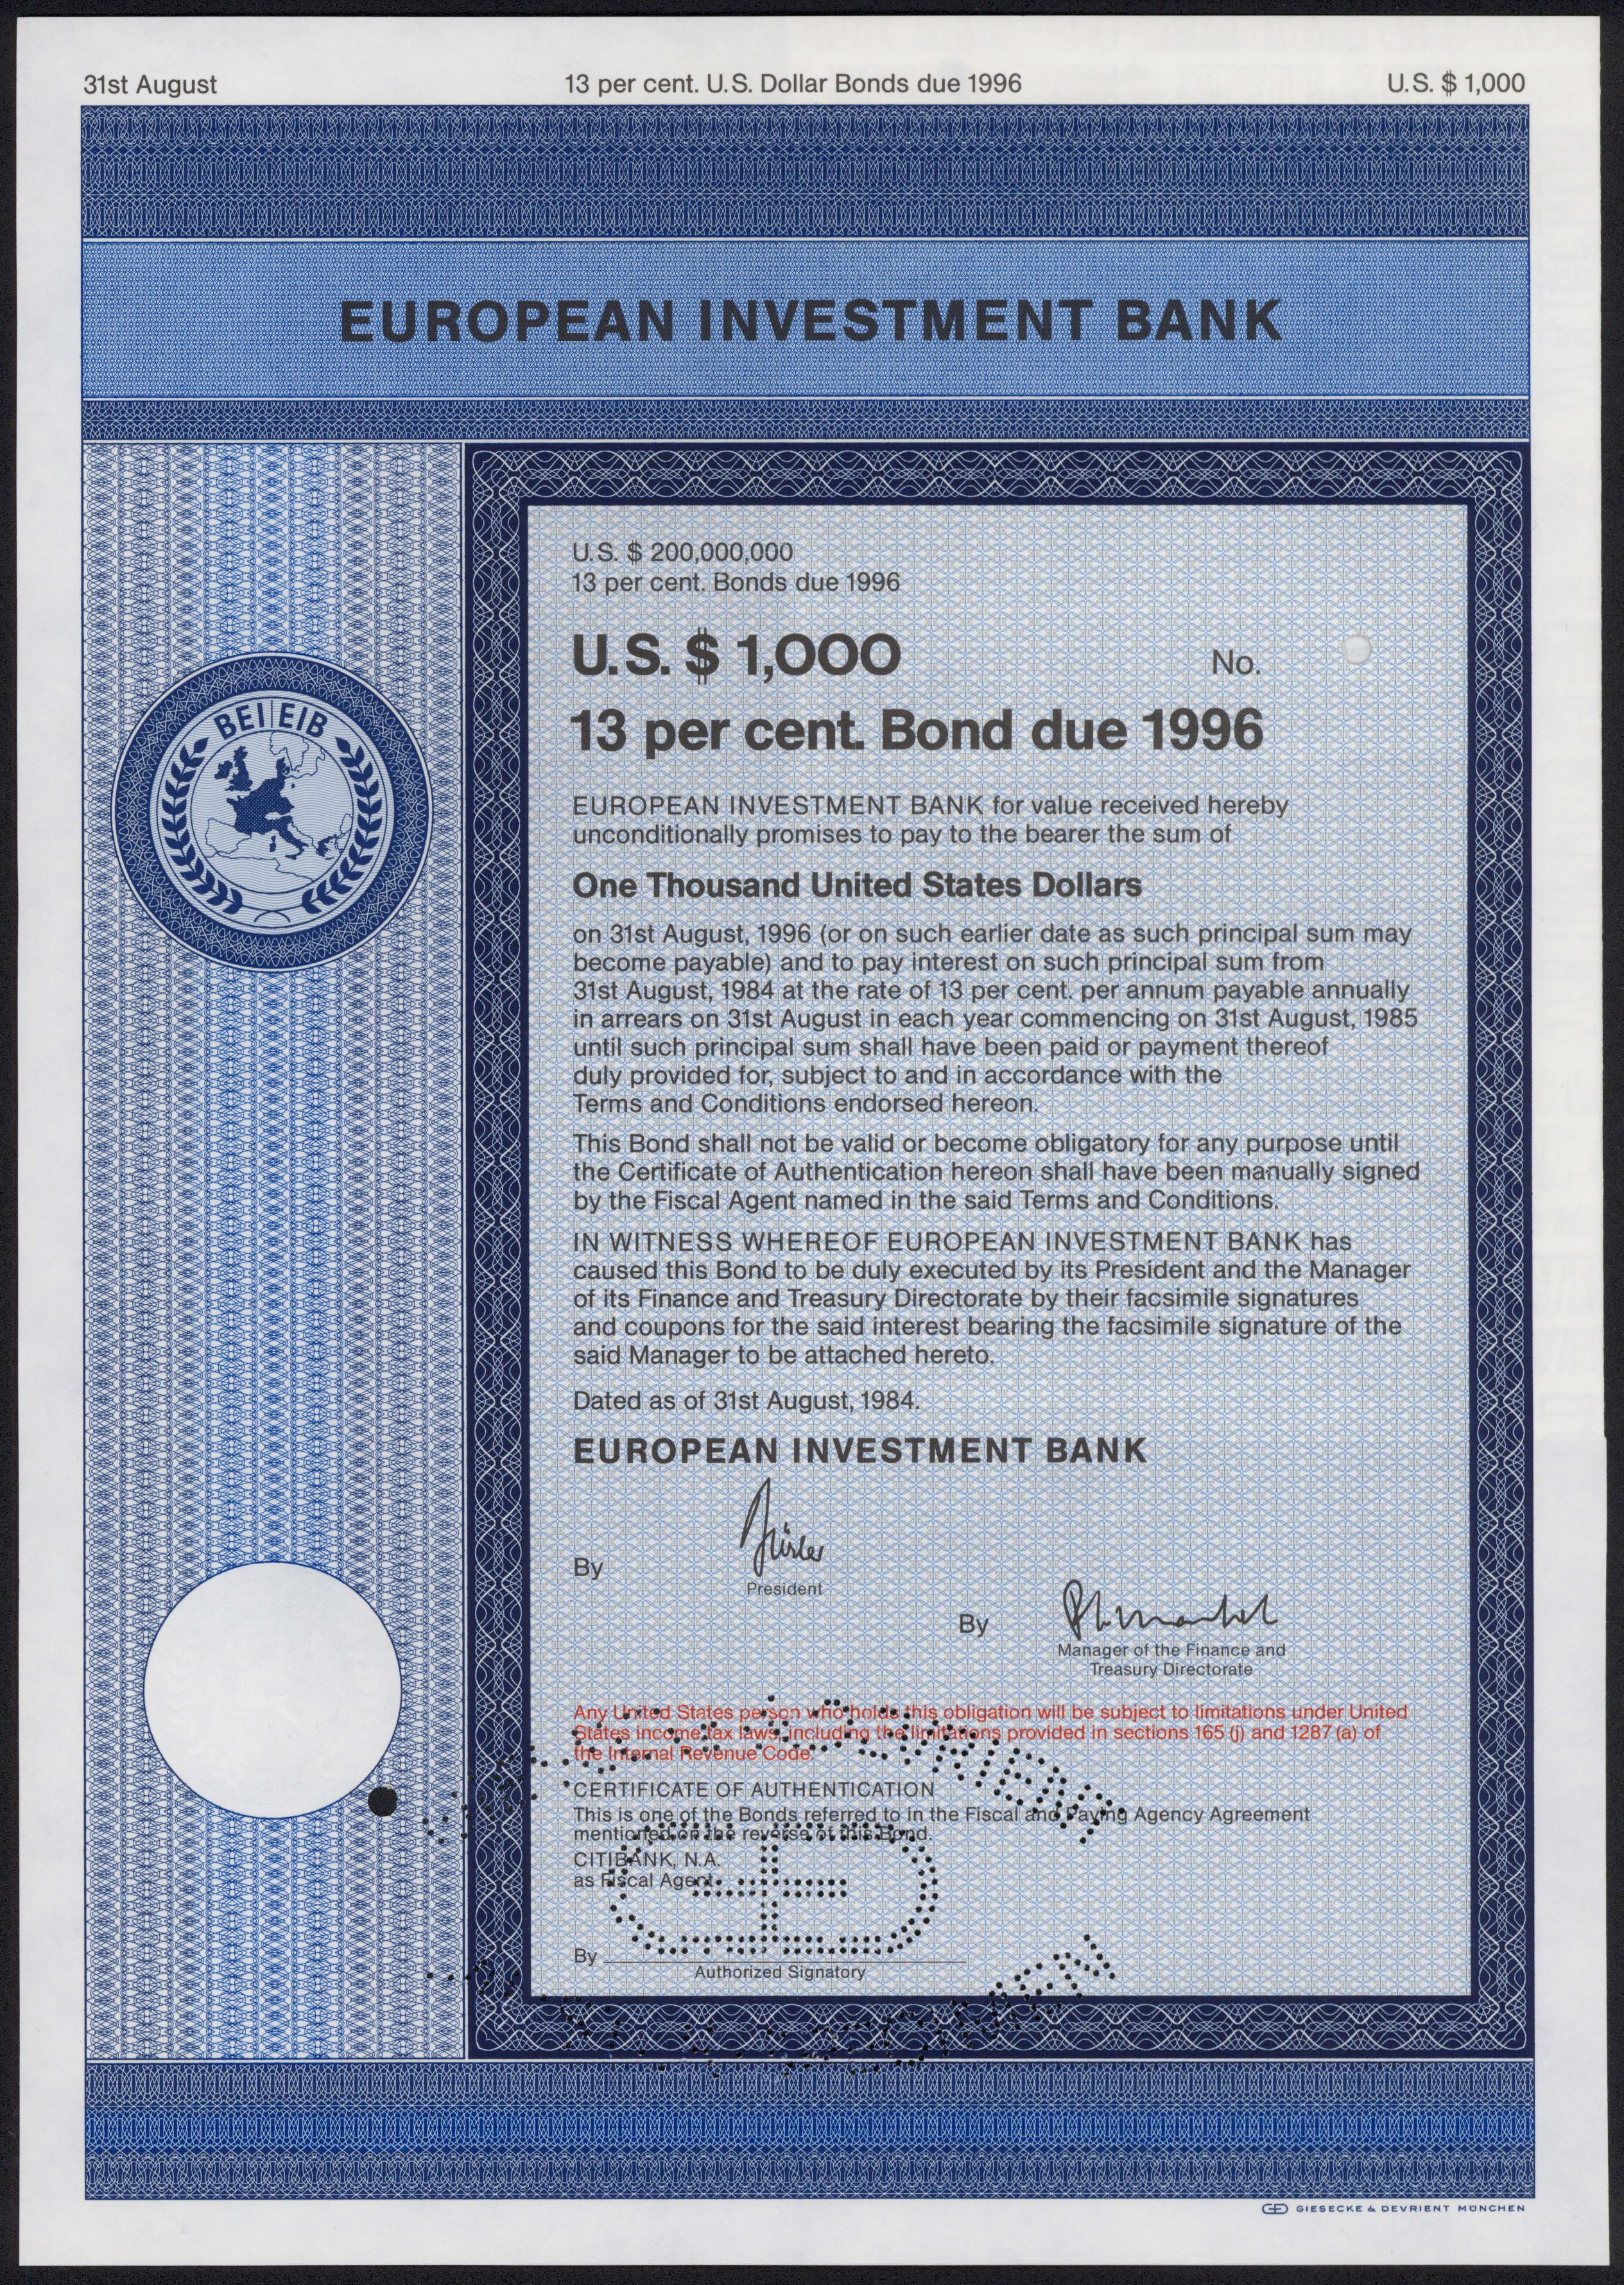 31st August
13 per cent. U.S. Dollar Bonds due 1996
U.S. $ 1,000
EUROPEAN INVESTMENT BANK
BEI EIB
U.S. $ 200,000,000
13 per cent. Bonds due 1996
U.S. $ 1,000
No.
13 per cent. Bond due 1996
EUROPEAN INVESTMENT BANK for value received hereby
unconditionally promises to pay to the bearer the sum of
One Thousand United States Dollars
on 31st August, 1996 (or on such earlier date as such principal sum may
become payable) and to pay interest on such principal sum from
31st August, 1984 at the rate of 13 per cent. per annum payable annually
in arrears on 31st August in each year commencing on 31st August, 1985
until such principal sum shall have been paid or payment thereof
duly provided for, subject to and in accordance with the
Terms and Conditions endorsed hereon.
This Bond shall not be valid or become obligatory for any purpose until
the Certificate of Authentication hereon shall have been manually signed
by the Fiscal Agent named in the said Terms and Conditions.
IN WITNESS WHEREOF EUROPEAN INVESTMENT BANK has
caused this Bond to be duly executed by its President and the Manager
of its Finance and Treasury Directorate by their facsimile signatures
and coupons for the said interest bearing the facsimile signature of the
said Manager to be attached hereto.
Dated as of 31st August, 1984.
EUROPEAN INVESTMENT BANK
By
President
By
Manager of the Finance and
Treasury Directorate
Any United States person who holds this obligation will be subject to limitations under United
States income tax laws, including the limitations provided in sections 165 (j) and 1287 (a) of
the Internal Revenue Code.
CERTIFICATE OF AUTHENTICATION
This is one of the Bonds referred to in the Fiscal and Paying Agency Agreement
mentioned on the reverse of this Bond.
CITIBANK, N.A.
as Fiscal Agent
By
Authorized Signatory
GIESECKE & DEVRIENT MÜNCHEN